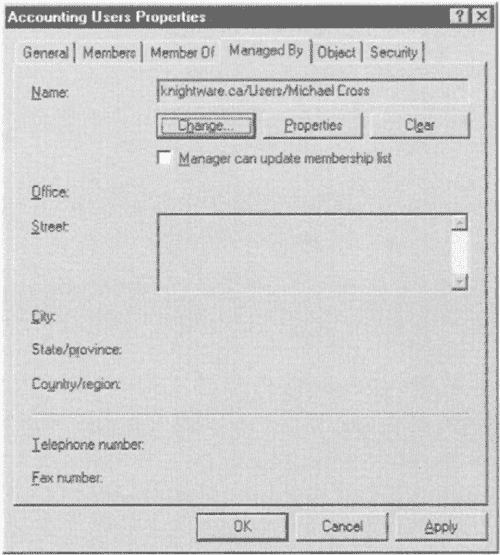 Accounting Users Properties
General Members Member Of Managed By Object Security
Name: knightware.ca/Users/Michael Cross
Change... Properties Clear
Manager can update membership list
Office:
Street:
City:
State/province:
Country/region:
Telephone number:
Fax number:
OK Cancel Apply